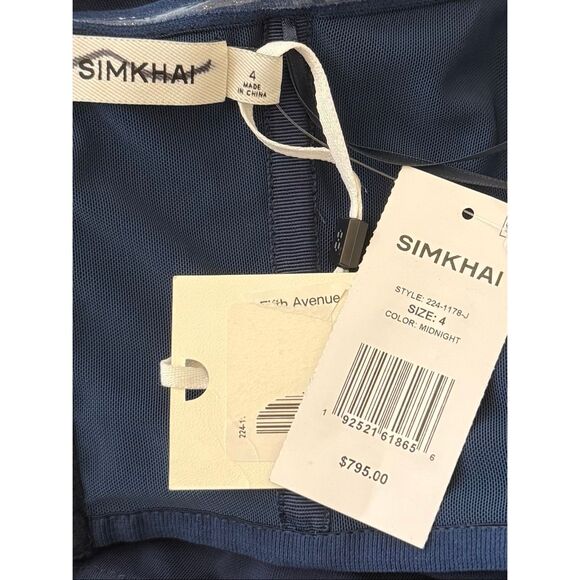 SIMKHAI
4
MADE
IN CHINA
Avenue
224-1
SIMKHAI
STYLE: 224-1178-J
SIZE: 4
COLOR: MIDNIGHT
1 92521 61865 6
$795.00